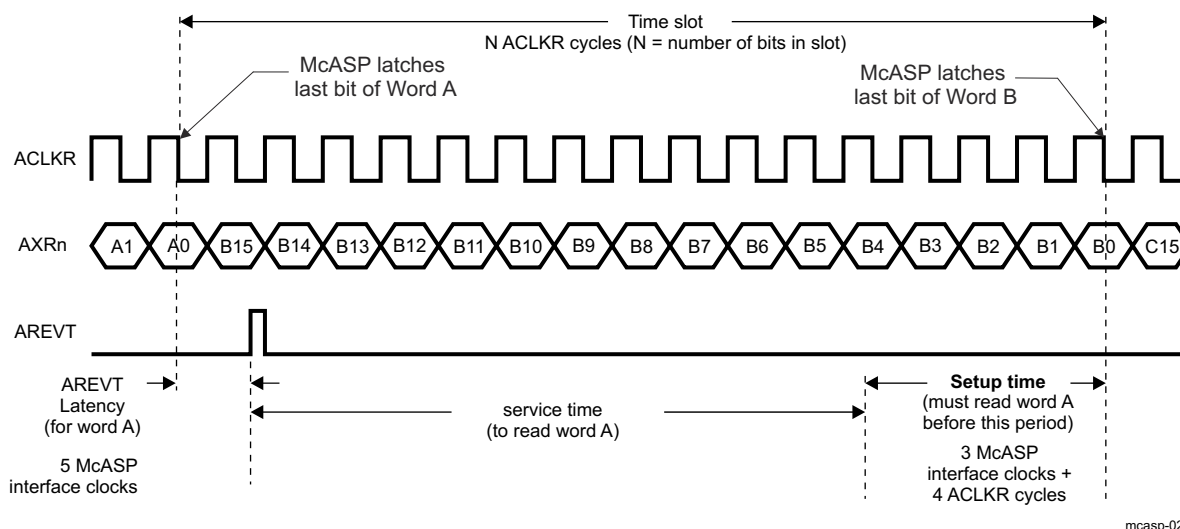 Time slot
N ACLKR cycles (N = number of bits in slot)
McASP latches
last bit of Word A
McASP latches
last bit of Word B
ACLKR
AXRn
A1 A0 B15 B14 B13 B12 B11 B10 B9 B8 B7 B6 B5 B4 B3 B2 B1 B0 C15
AREVT
AREVT
Latency
(for word A)
5 McASP
interface clocks
service time
(to read word A)
Setup time
(must read word A
before this period)
3 McASP
interface clocks +
4 ACLKR cycles